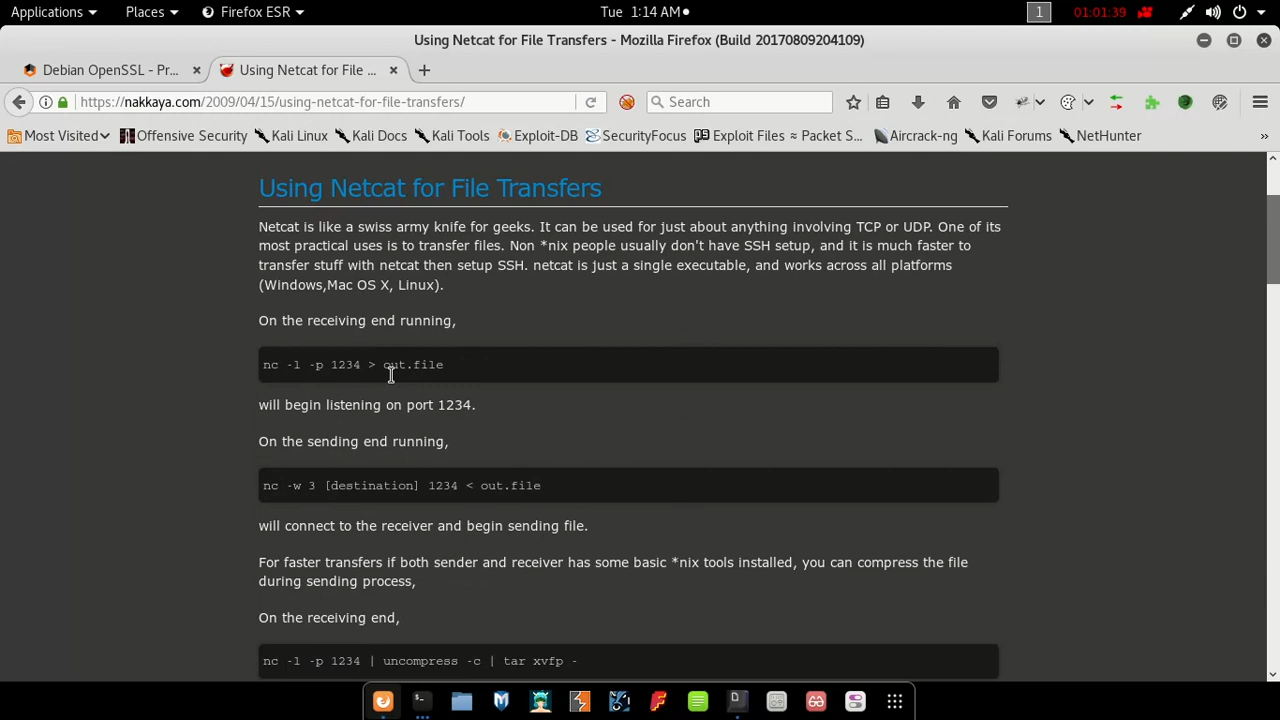 Applications Places Firefox ESR Tue 1:14 AM 1 01:01:39
Using Netcat for File Transfers - Mozilla Firefox (Build 20170809204109)
Debian OpenSSL - Pr... Using Netcat for File ...
https://nakkaya.com/2009/04/15/using-netcat-for-file-transfers/ Search
Most Visited Offensive Security Kali Linux Kali Docs Kali Tools Exploit-DB SecurityFocus Exploit Files ≈ Packet S... Aircrack-ng Kali Forums NetHunter »
Using Netcat for File Transfers
Netcat is like a swiss army knife for geeks. It can be used for just about anything involving TCP or UDP. One of its
most practical uses is to transfer files. Non *nix people usually don't have SSH setup, and it is much faster to
transfer stuff with netcat then setup SSH. netcat is just a single executable, and works across all platforms
(Windows,Mac OS X, Linux).
On the receiving end running,
nc -l -p 1234 > out.file
will begin listening on port 1234.
On the sending end running,
nc -w 3 [destination] 1234 < out.file
will connect to the receiver and begin sending file.
For faster transfers if both sender and receiver has some basic *nix tools installed, you can compress the file
during sending process,
On the receiving end,
nc -l -p 1234 | uncompress -c | tar xvfp -